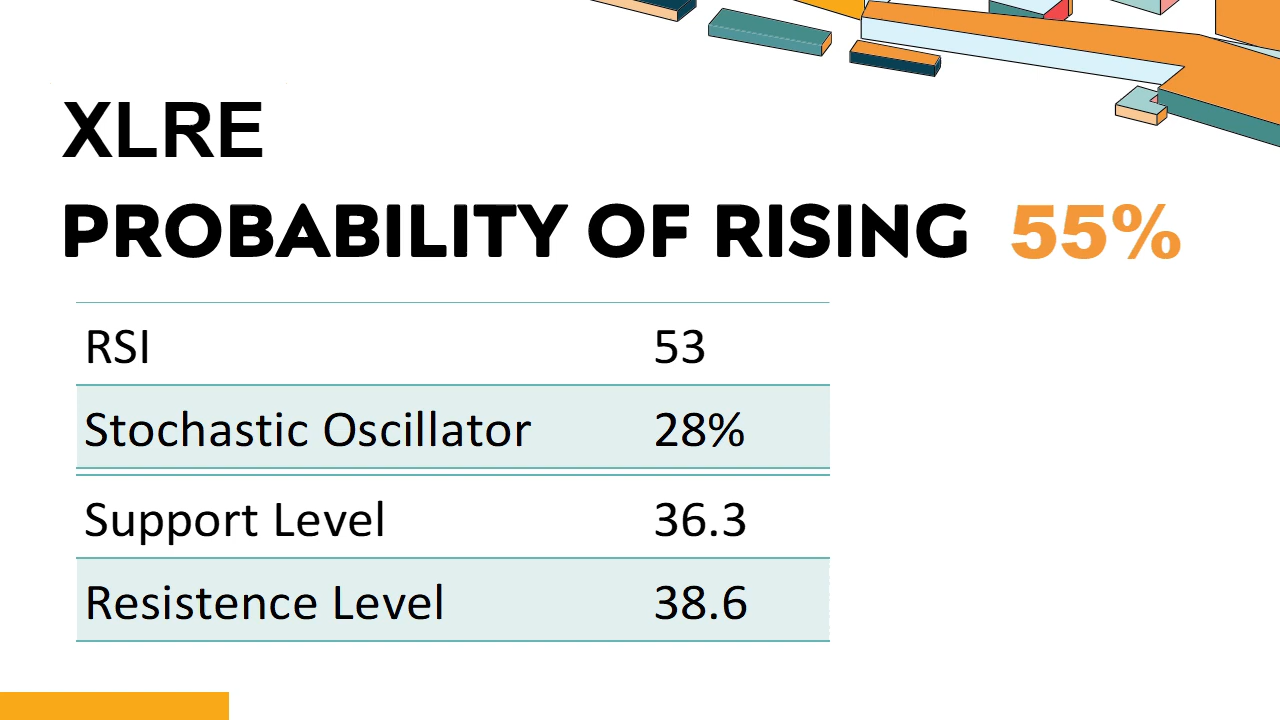 XLRE
PROBABILITY OF RISING 55%
RSI 53
Stochastic Oscillator 28%
Support Level 36.3
Resistence Level 38.6